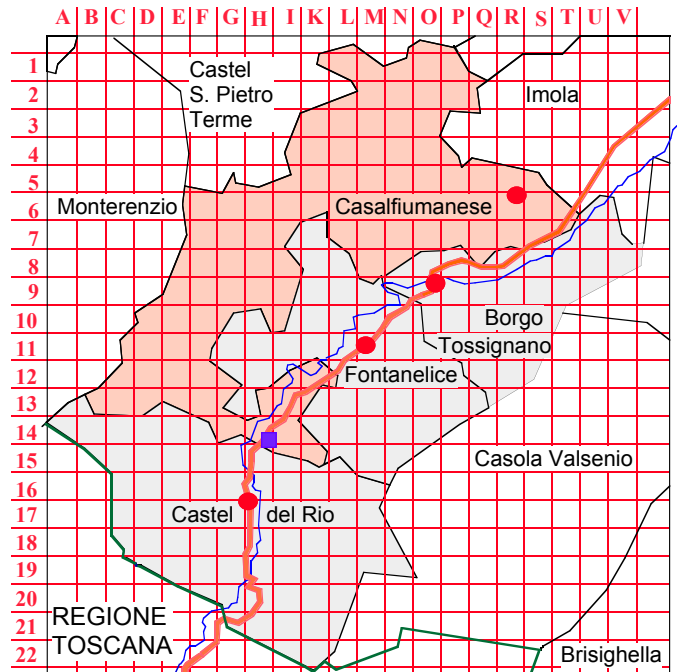 A B C D E F G H I K L M N O P Q R S T U V
1
Castel
S. Pietro
Terme
2
Imola
3
4
5
6
Monterenzio
Casalfiumanese
7
8
9
10
Borgo
11
Tossignano
12
Fontanelice
13
14
15
Casola Valsenio
16
17
Castel del Rio
18
19
20
REGIONE
21
TOSCANA
22
Brisighella